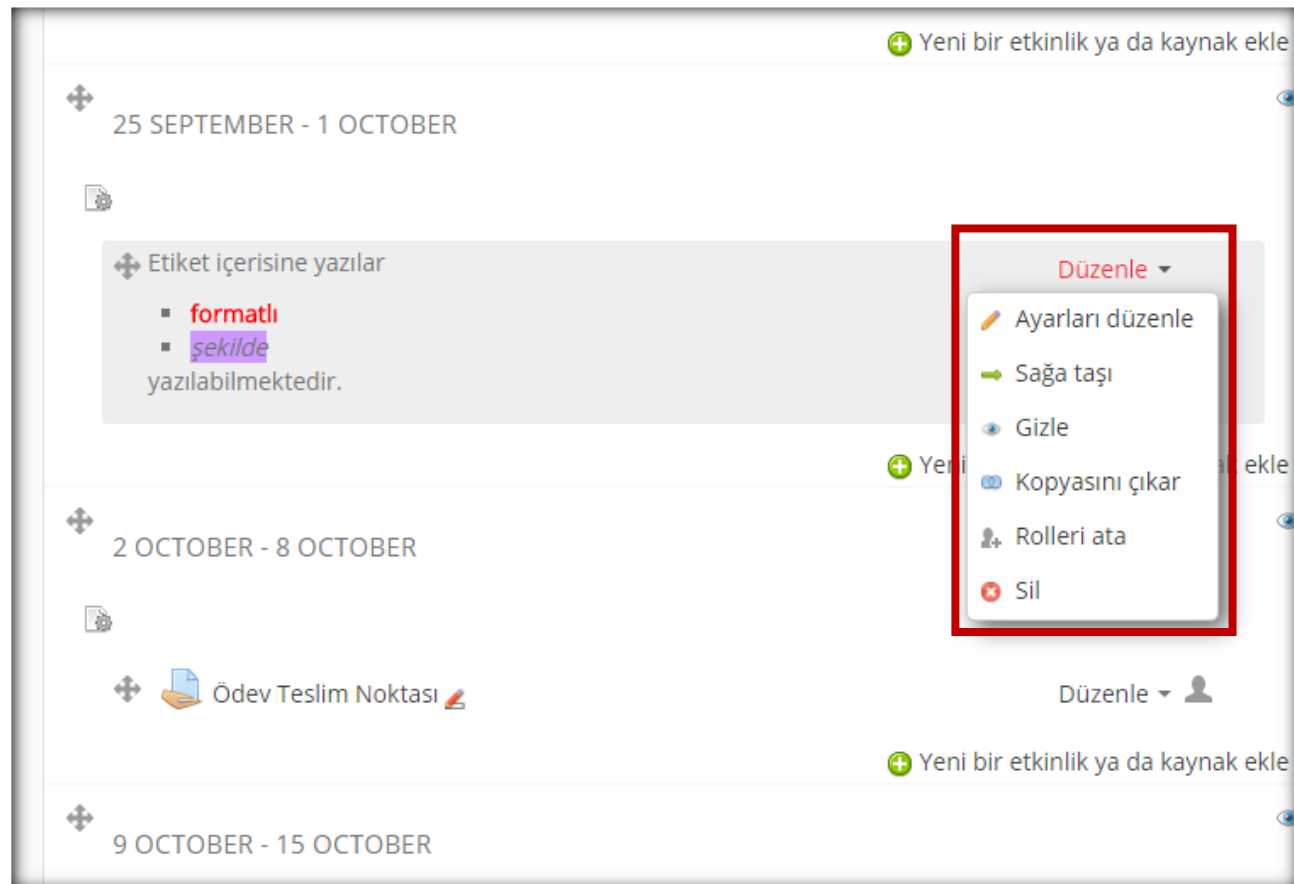 Yeni bir etkinlik ya da kaynak ekle
25 SEPTEMBER - 1 OCTOBER
Etiket içerisine yazılar
formatlı
şekilde
yazılabilmektedir.
Düzenle
Ayarları düzenle
Sağa taşı
Gizle
Kopyasını çıkar
Rolleri ata
Sil
ekle
2 OCTOBER - 8 OCTOBER
Ödev Teslim Noktası
Düzenle
Yeni bir etkinlik ya da kaynak ekle
9 OCTOBER - 15 OCTOBER